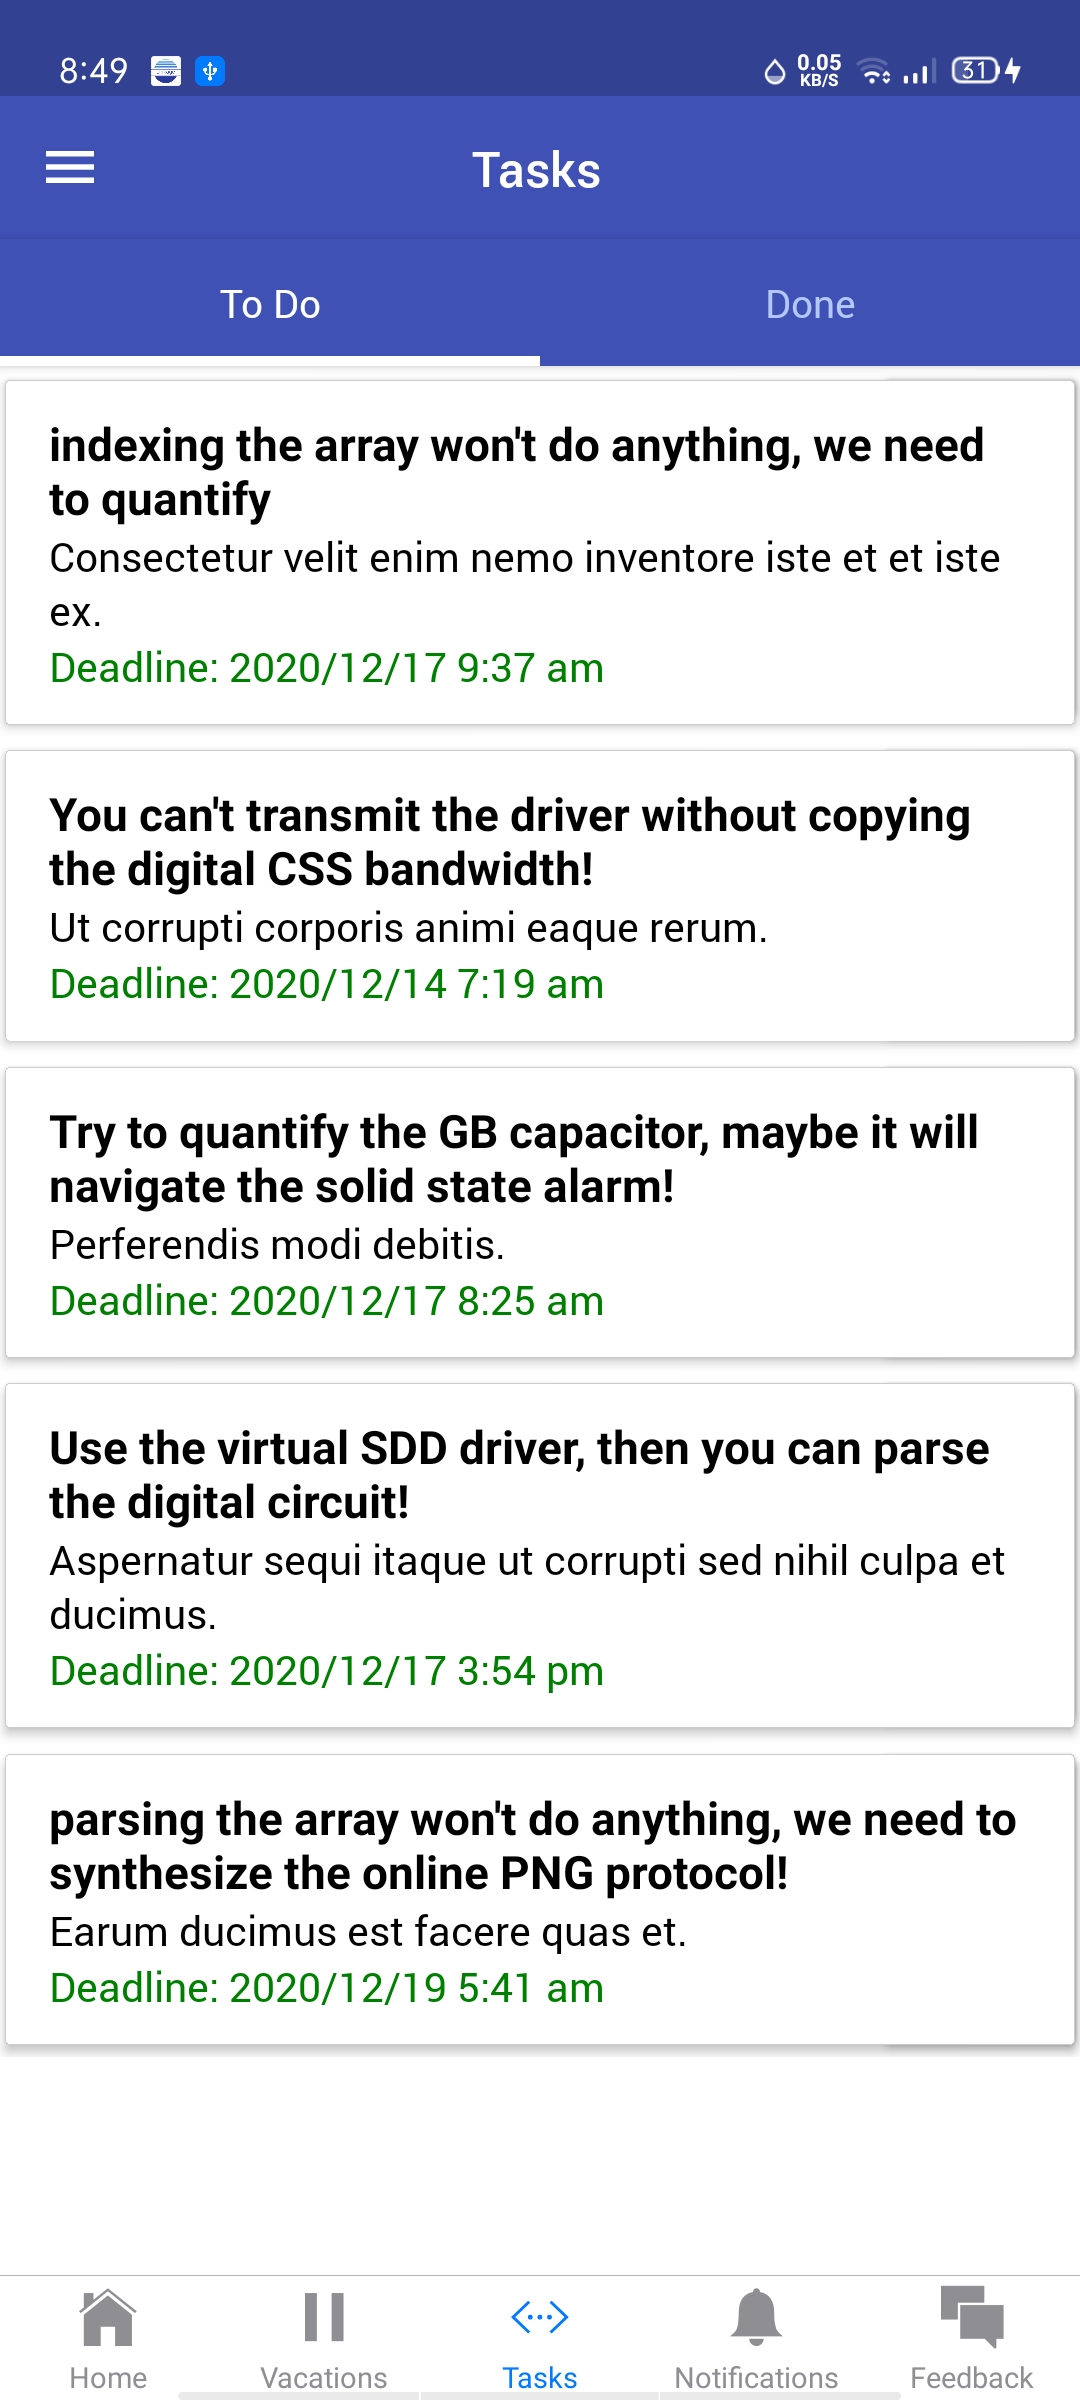 8:49
0.05
KB/S
31
Tasks
To Do
Done
indexing the array won't do anything, we need
to quantify
Consectetur velit enim nemo inventore iste et et iste
ex.
Deadline: 2020/12/17 9:37 am
You can't transmit the driver without copying
the digital CSS bandwidth!
Ut corrupti corporis animi eaque rerum.
Deadline: 2020/12/14 7:19 am
Try to quantify the GB capacitor, maybe it will
navigate the solid state alarm!
Perferendis modi debitis.
Deadline: 2020/12/17 8:25 am
Use the virtual SDD driver, then you can parse
the digital circuit!
Aspernatur sequi itaque ut corrupti sed nihil culpa et
ducimus.
Deadline: 2020/12/17 3:54 pm
parsing the array won't do anything, we need to
synthesize the online PNG protocol!
Earum ducimus est facere quas et.
Deadline: 2020/12/19 5:41 am
Home
Vacations
Tasks
Notifications
Feedback